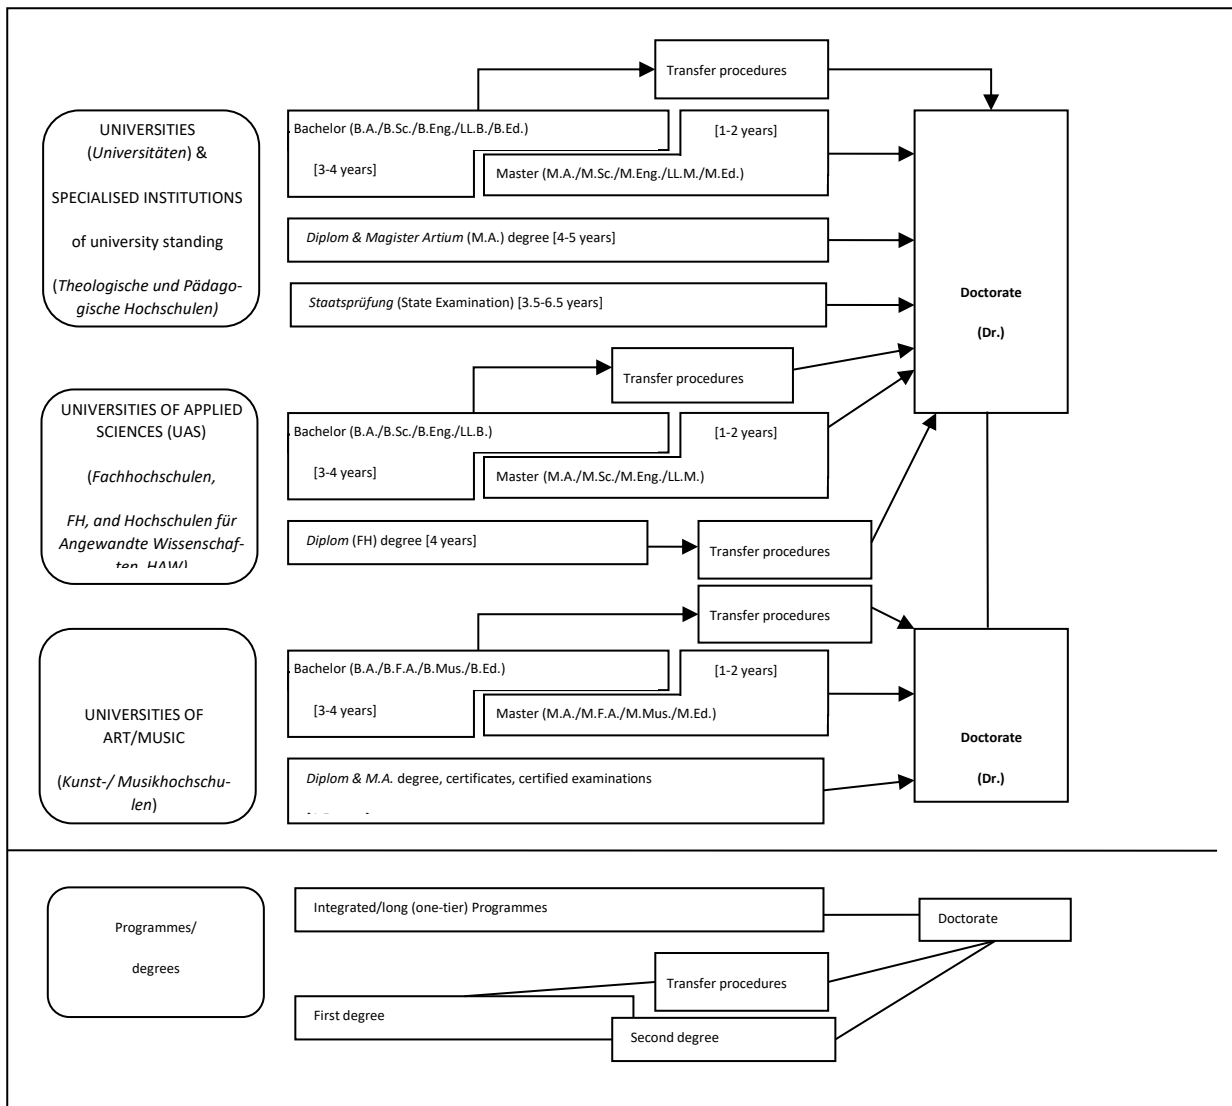 Transfer procedures
UNIVERSITIES
(Universitäten) &
SPECIALISED INSTITUTIONS
of university standing
(Theologische und Pädago-
gische Hochschulen)
. Bachelor (B.A./B.Sc./B.Eng./LL.B./B.Ed.)
[3-4 years]
[1-2 years]
Master (M.A./M.Sc./M.Eng./LL.M./M.Ed.)
Diplom & Magister Artium (M.A.) degree [4-5 years]
Staatsprüfung (State Examination) [3.5-6.5 years]
Doctorate
(Dr.)
Transfer procedures
UNIVERSITIES OF APPLIED
SCIENCES (UAS)
(Fachhochschulen,
FH, and Hochschulen für
Angewandte Wissenschaf-
ten, HAW)
. Bachelor (B.A./B.Sc./B.Eng./LL.B.)
[3-4 years]
[1-2 years]
Master (M.A./M.Sc./M.Eng./LL.M.)
Diplom (FH) degree [4 years]
Transfer procedures
Transfer procedures
UNIVERSITIES OF
ART/MUSIC
(Kunst-/ Musikhochschu-
len)
. Bachelor (B.A./B.F.A./B.Mus./B.Ed.)
[3-4 years]
[1-2 years]
Master (M.A./M.F.A./M.Mus./M.Ed.)
Diplom & M.A. degree, certificates, certified examinations
Doctorate
(Dr.)
Programmes/
degrees
Integrated/long (one-tier) Programmes
Doctorate
Transfer procedures
First degree
Second degree